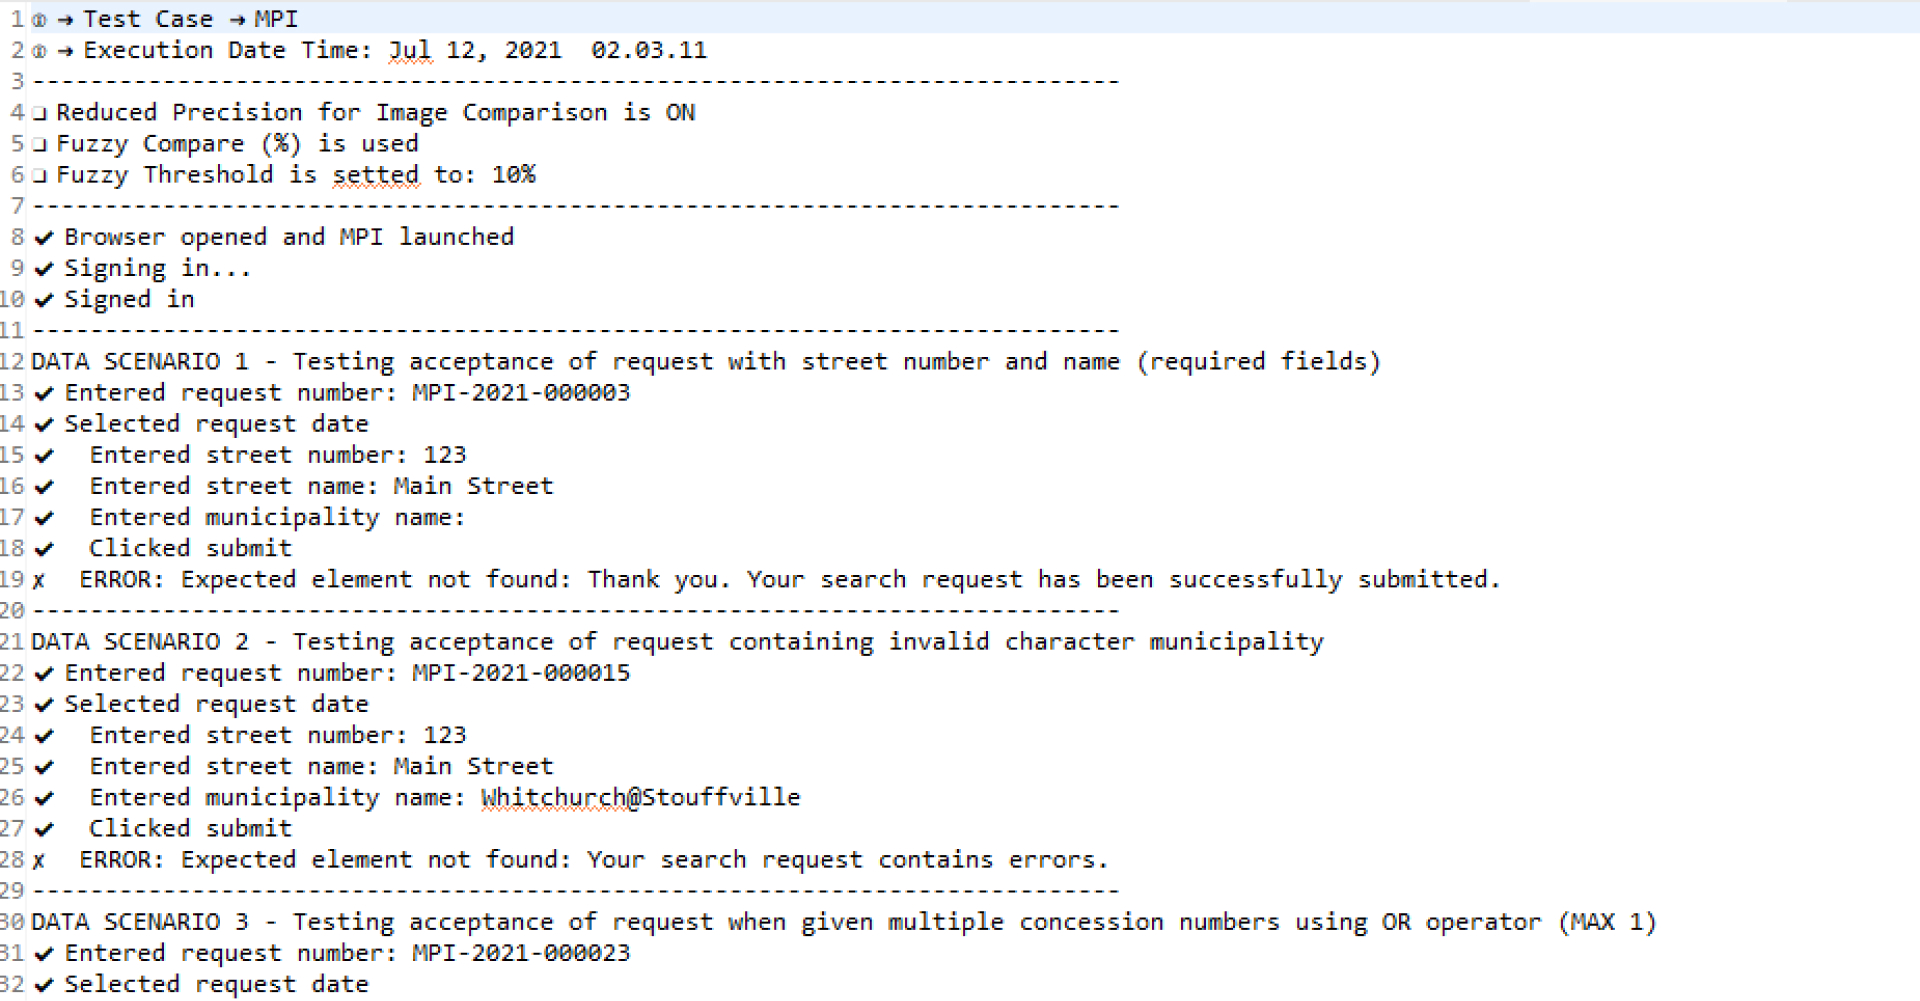 1 ➔ Test Case ➔ MPI
2 ➔ Execution Date Time: Jul 12, 2021  02.03.11
3 ---------------------------------------------------------------------------
4 ❏ Reduced Precision for Image Comparison is ON
5 ❏ Fuzzy Compare (%) is used
6 ❏ Fuzzy Threshold is setted to: 10%
7 ---------------------------------------------------------------------------
8 ✔ Browser opened and MPI launched
9 ✔ Signing in...
10 ✔ Signed in
11 ---------------------------------------------------------------------------
12 DATA SCENARIO 1 - Testing acceptance of request with street number and name (required fields)
13 ✔ Entered request number: MPI-2021-000003
14 ✔ Selected request date
15 ✔  Entered street number: 123
16 ✔  Entered street name: Main Street
17 ✔  Entered municipality name:
18 ✔  Clicked submit
19 ✗  ERROR: Expected element not found: Thank you. Your search request has been successfully submitted.
20 ---------------------------------------------------------------------------
21 DATA SCENARIO 2 - Testing acceptance of request containing invalid character municipality
22 ✔ Entered request number: MPI-2021-000015
23 ✔ Selected request date
24 ✔  Entered street number: 123
25 ✔  Entered street name: Main Street
26 ✔  Entered municipality name: Whitchurch@Stouffville
27 ✔  Clicked submit
28 ✗  ERROR: Expected element not found: Your search request contains errors.
29 ---------------------------------------------------------------------------
30 DATA SCENARIO 3 - Testing acceptance of request when given multiple concession numbers using OR operator (MAX 1)
31 ✔ Entered request number: MPI-2021-000023
32 ✔ Selected request date